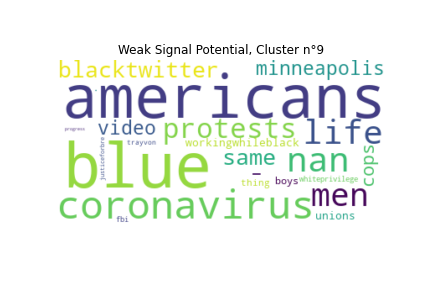 Weak Signal Potential, Cluster n°9
blacktwitter minneapolis
americans
progress video protests life
justiceforbre trayvon workingwhileblack
blue same nan cops
– thing boys whiteprivilege
coronavirus men
fbi unions